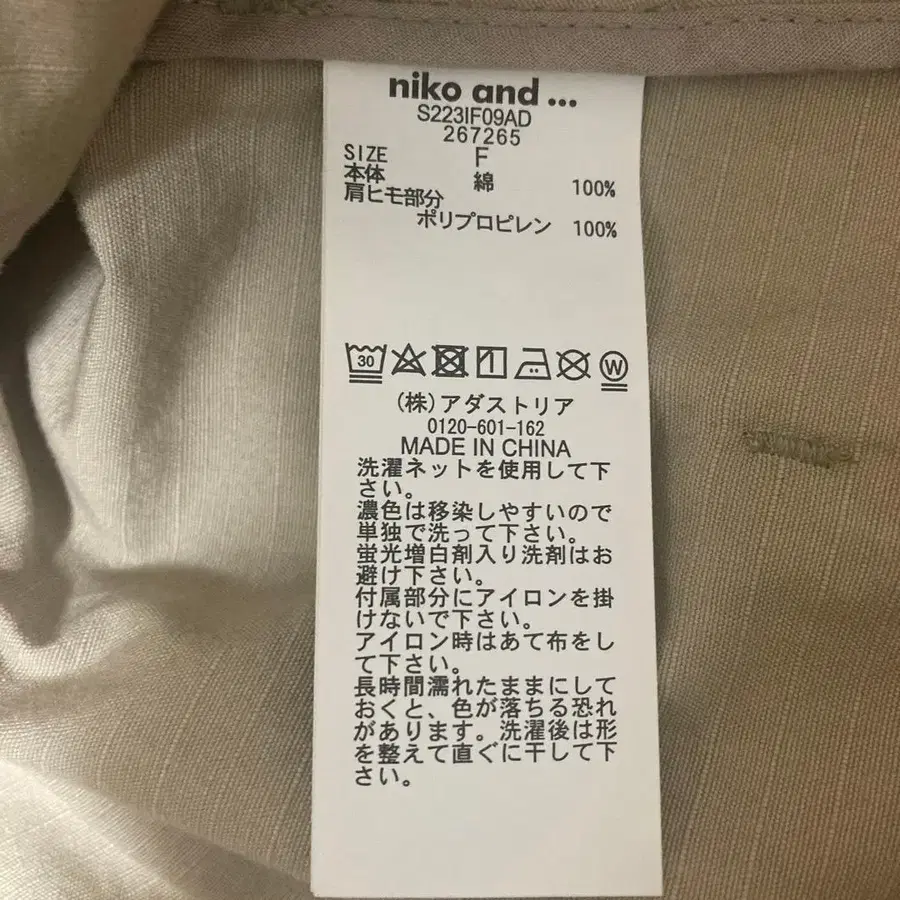 niko and ...
S223IF09AD
267265
SIZE F
本体 綿 100%
肩ヒモ部分
ポリプロピレン 100%
30 W
(株)アダストリア
0120-601-162
MADE IN CHINA
洗濯ネットを使用して下
さい。
濃色は移染しやすいので
単独で洗って下さい。
蛍光増白剤入り洗剤はお
避け下さい。
付属部分にアイロンを掛
けないで下さい。
アイロン時はあて布をし
て下さい。
長時間濡れたままにして
おくと、色が落ちる恐れ
があります。洗濯後は形
を整えて直ぐに干して下
さい。